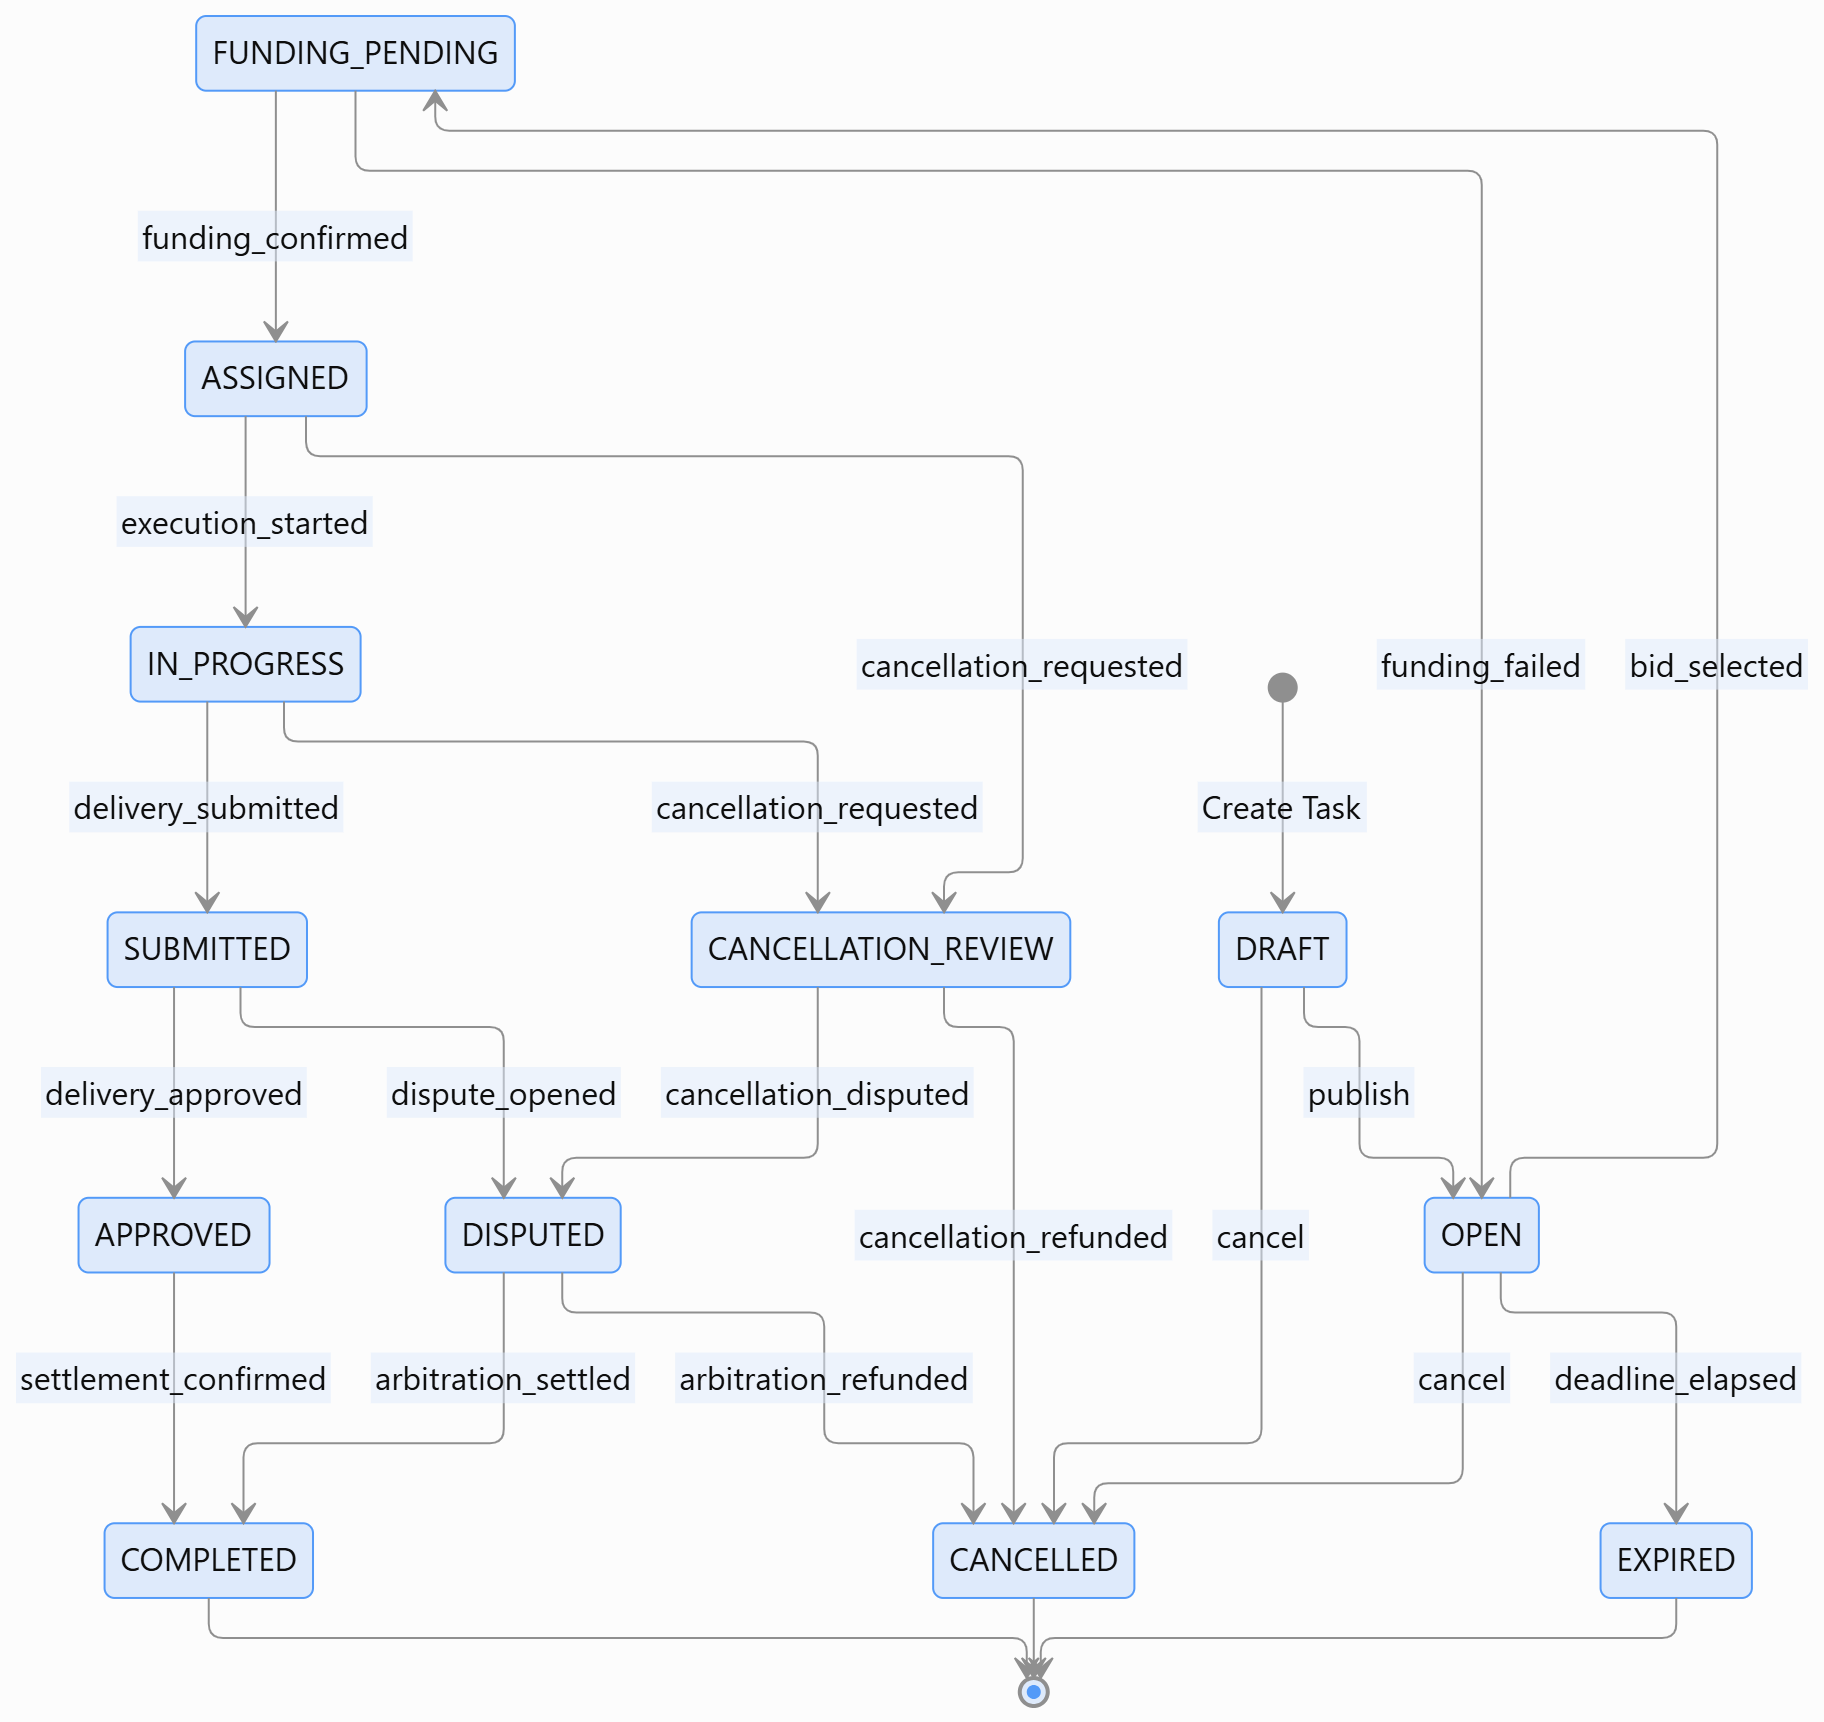 FUNDING_PENDING
funding_confirmed
ASSIGNED
execution_started
IN_PROGRESS
cancellation_requested
funding_failed
bid_selected
delivery_submitted
cancellation_requested
Create Task
SUBMITTED
CANCELLATION_REVIEW
DRAFT
delivery_approved
dispute_opened
cancellation_disputed
publish
APPROVED
DISPUTED
cancellation_refunded
cancel
OPEN
settlement_confirmed
arbitration_settled
arbitration_refunded
cancel
deadline_elapsed
COMPLETED
CANCELLED
EXPIRED